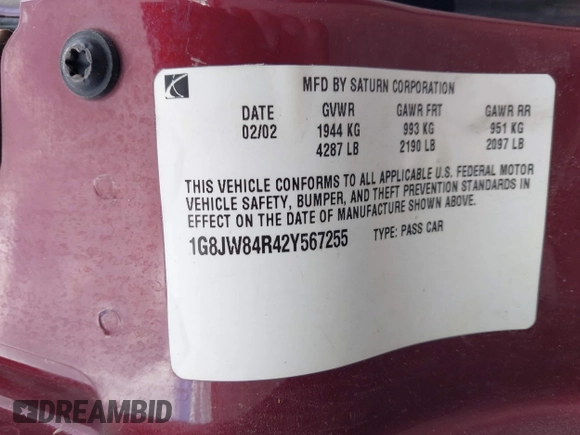 MFD BY SATURN CORPORATION
DATE GVWR GAWR FRT GAWR RR
02/02 1944 KG 993 KG 951 KG
4287 LB 2190 LB 2097 LB
THIS VEHICLE CONFORMS TO ALL APPLICABLE U.S. FEDERAL MOTOR
VEHICLE SAFETY, BUMPER, AND THEFT PREVENTION STANDARDS IN
EFFECT ON THE DATE OF MANUFACTURE SHOWN ABOVE.
1G8JW84R42Y567255 TYPE: PASS CAR
DREAMBID